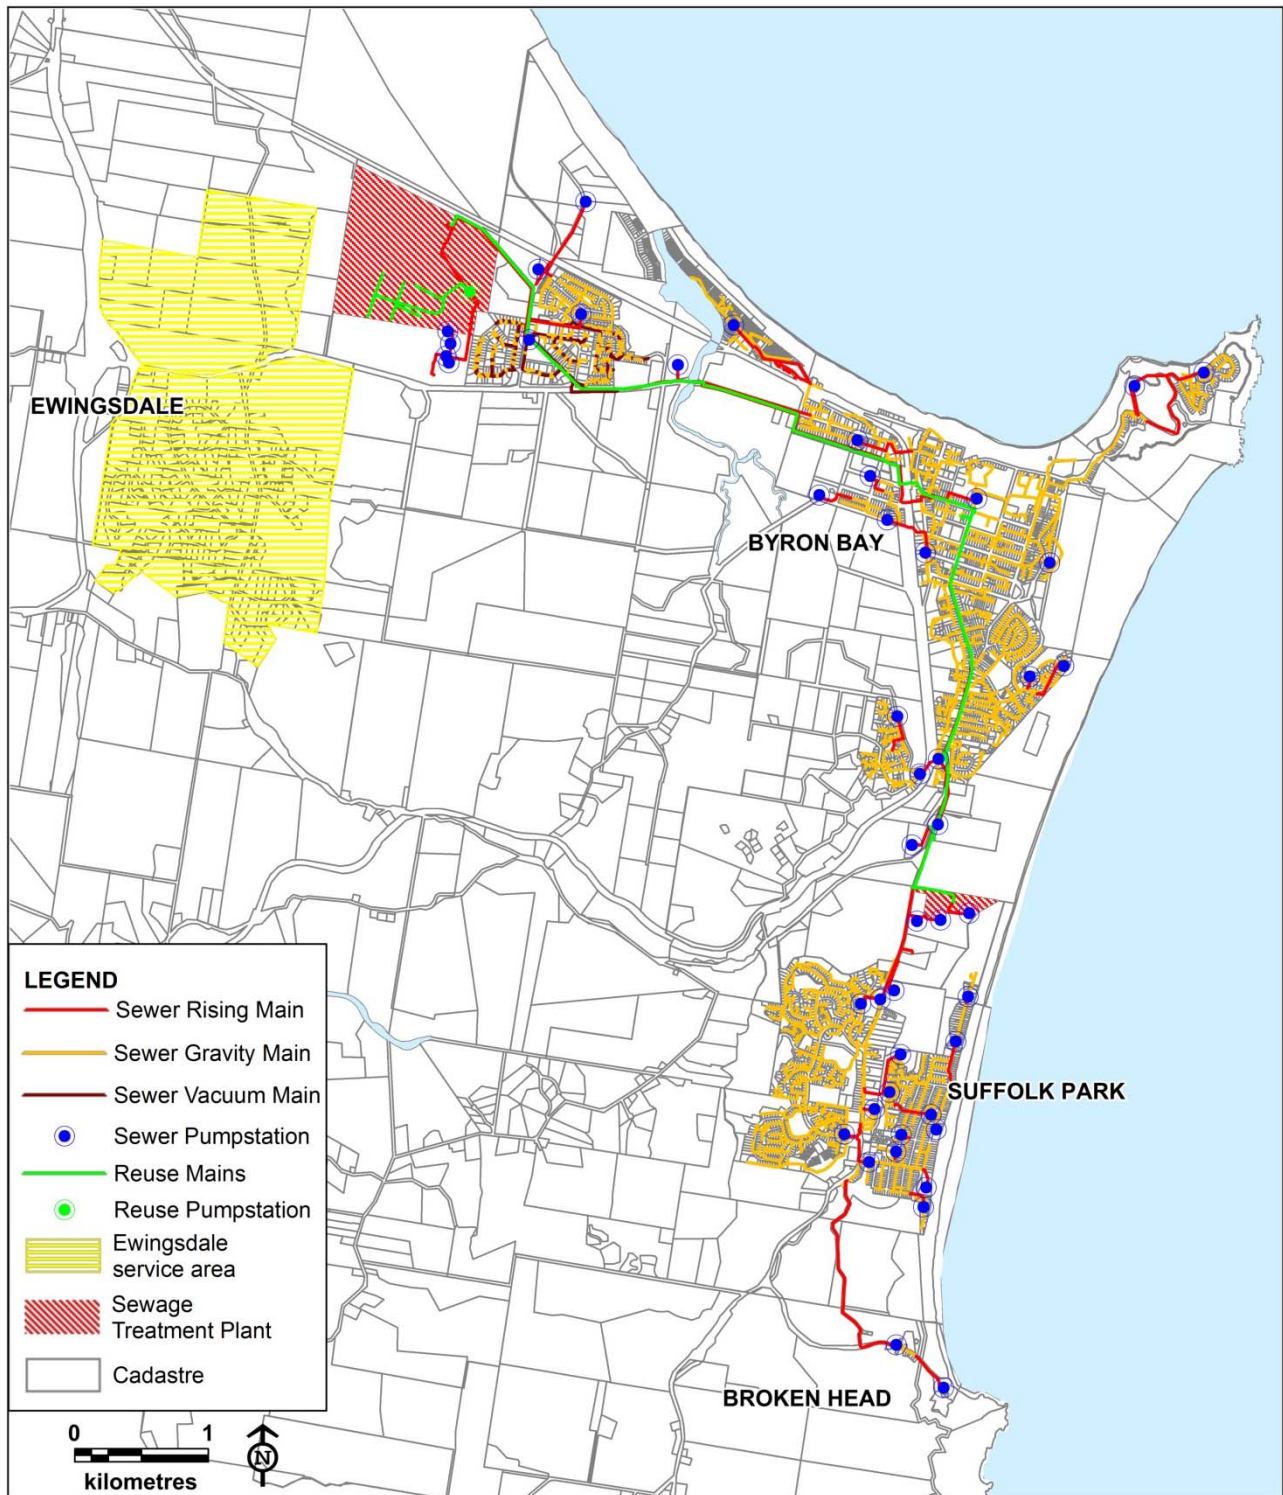 EWINGSDALE
BYRON BAY
SUFFOLK PARK
BROKEN HEAD
LEGEND
Sewer Rising Main
Sewer Gravity Main
Sewer Vacuum Main
Sewer Pumpstation
Reuse Mains
Reuse Pumpstation
Ewingsdale
service area
Sewage
Treatment Plant
Cadastre
0 1
kilometres
N